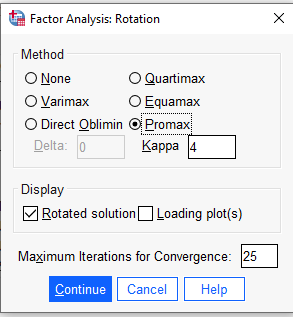 Factor Analysis: Rotation
Method
None Quartimax
Varimax Equamax
Direct Oblimin Promax
Delta: 0 Kappa 4
Display
Rotated solution Loading plot(s)
Maximum Iterations for Convergence: 25
Continue Cancel Help